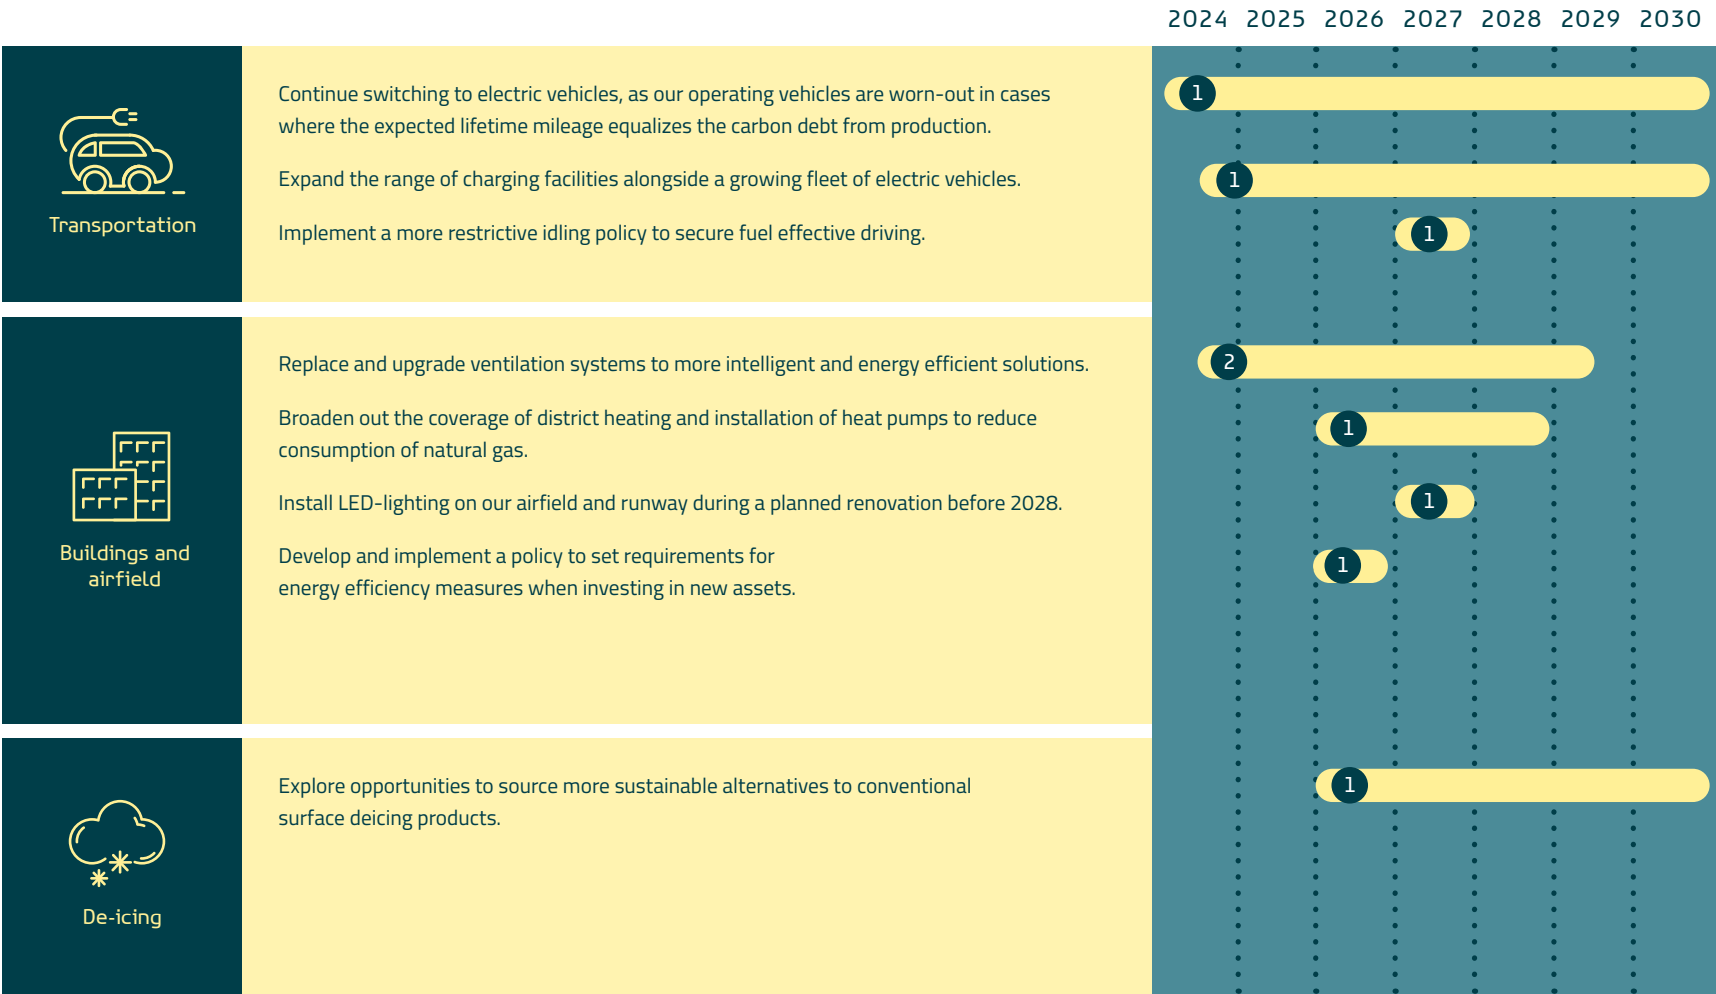 2024 2025 2026 2027 2028 2029 2030
Transportation
Continue switching to electric vehicles, as our operating vehicles are worn-out in cases
where the expected lifetime mileage equalizes the carbon debt from production.
1
Expand the range of charging facilities alongside a growing fleet of electric vehicles.
1
Implement a more restrictive idling policy to secure fuel effective driving.
1
Buildings and
airfield
Replace and upgrade ventilation systems to more intelligent and energy efficient solutions.
2
Broaden out the coverage of district heating and installation of heat pumps to reduce
consumption of natural gas.
1
Install LED-lighting on our airfield and runway during a planned renovation before 2028.
1
Develop and implement a policy to set requirements for
energy efficiency measures when investing in new assets.
1
De-icing
Explore opportunities to source more sustainable alternatives to conventional
surface deicing products.
1